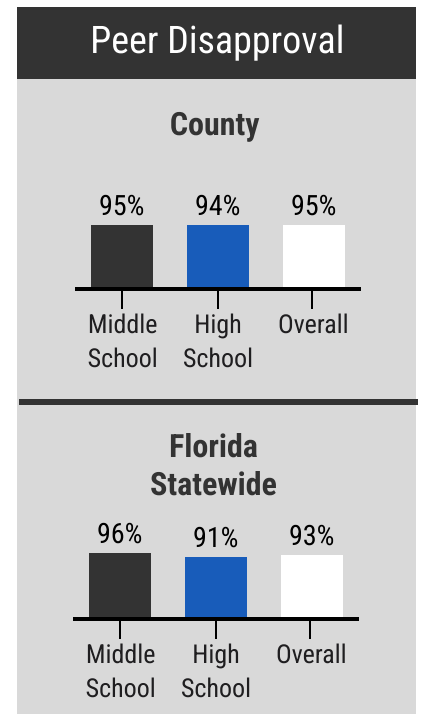 Peer Disapproval
County
95% 94% 95%
Middle School High School Overall
Florida
Statewide
96% 91% 93%
Middle School High School Overall